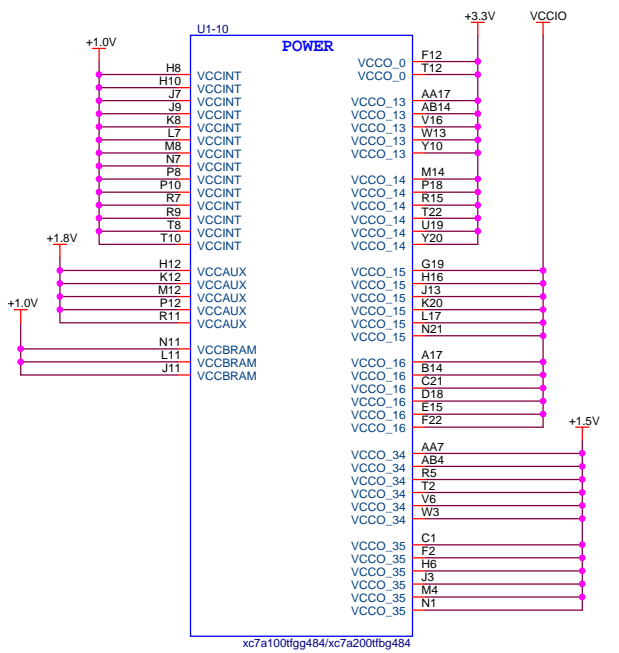 U1-10
POWER
+1.0V
H8 VCCINT
H10 VCCINT
J7 VCCINT
J9 VCCINT
K8 VCCINT
L7 VCCINT
M8 VCCINT
N7 VCCINT
P8 VCCINT
P10 VCCINT
R7 VCCINT
R9 VCCINT
T8 VCCINT
T10 VCCINT
+1.8V
H12 VCCAUX
K12 VCCAUX
M12 VCCAUX
P12 VCCAUX
R11 VCCAUX
+1.0V
N11 VCCBRAM
L11 VCCBRAM
J11 VCCBRAM
+3.3V
VCCIO
VCCO_0 F12
VCCO_0 T12
VCCO_13 AA17
VCCO_13 AB14
VCCO_13 V16
VCCO_13 W13
VCCO_13 Y10
VCCO_14 M14
VCCO_14 P18
VCCO_14 R15
VCCO_14 T22
VCCO_14 U19
VCCO_14 Y20
VCCO_15 G19
VCCO_15 H16
VCCO_15 J13
VCCO_15 K20
VCCO_15 L17
VCCO_15 N21
VCCO_16 A17
VCCO_16 B14
VCCO_16 C21
VCCO_16 D18
VCCO_16 E15
VCCO_16 F22
+1.5V
VCCO_34 AA7
VCCO_34 AB4
VCCO_34 R5
VCCO_34 T2
VCCO_34 V6
VCCO_34 W3
VCCO_35 C1
VCCO_35 F2
VCCO_35 H6
VCCO_35 J3
VCCO_35 M4
VCCO_35 N1
xc7a100tfgg484/xc7a200tfbg484